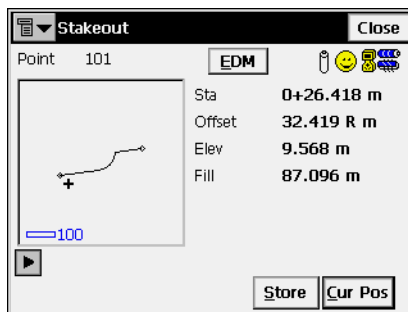 Stakeout Close
Point 101 EDM
Sta 0+26.418 m
Offset 32.419 R m
Elev 9.568 m
Fill 87.096 m
100
Store Cur Pos